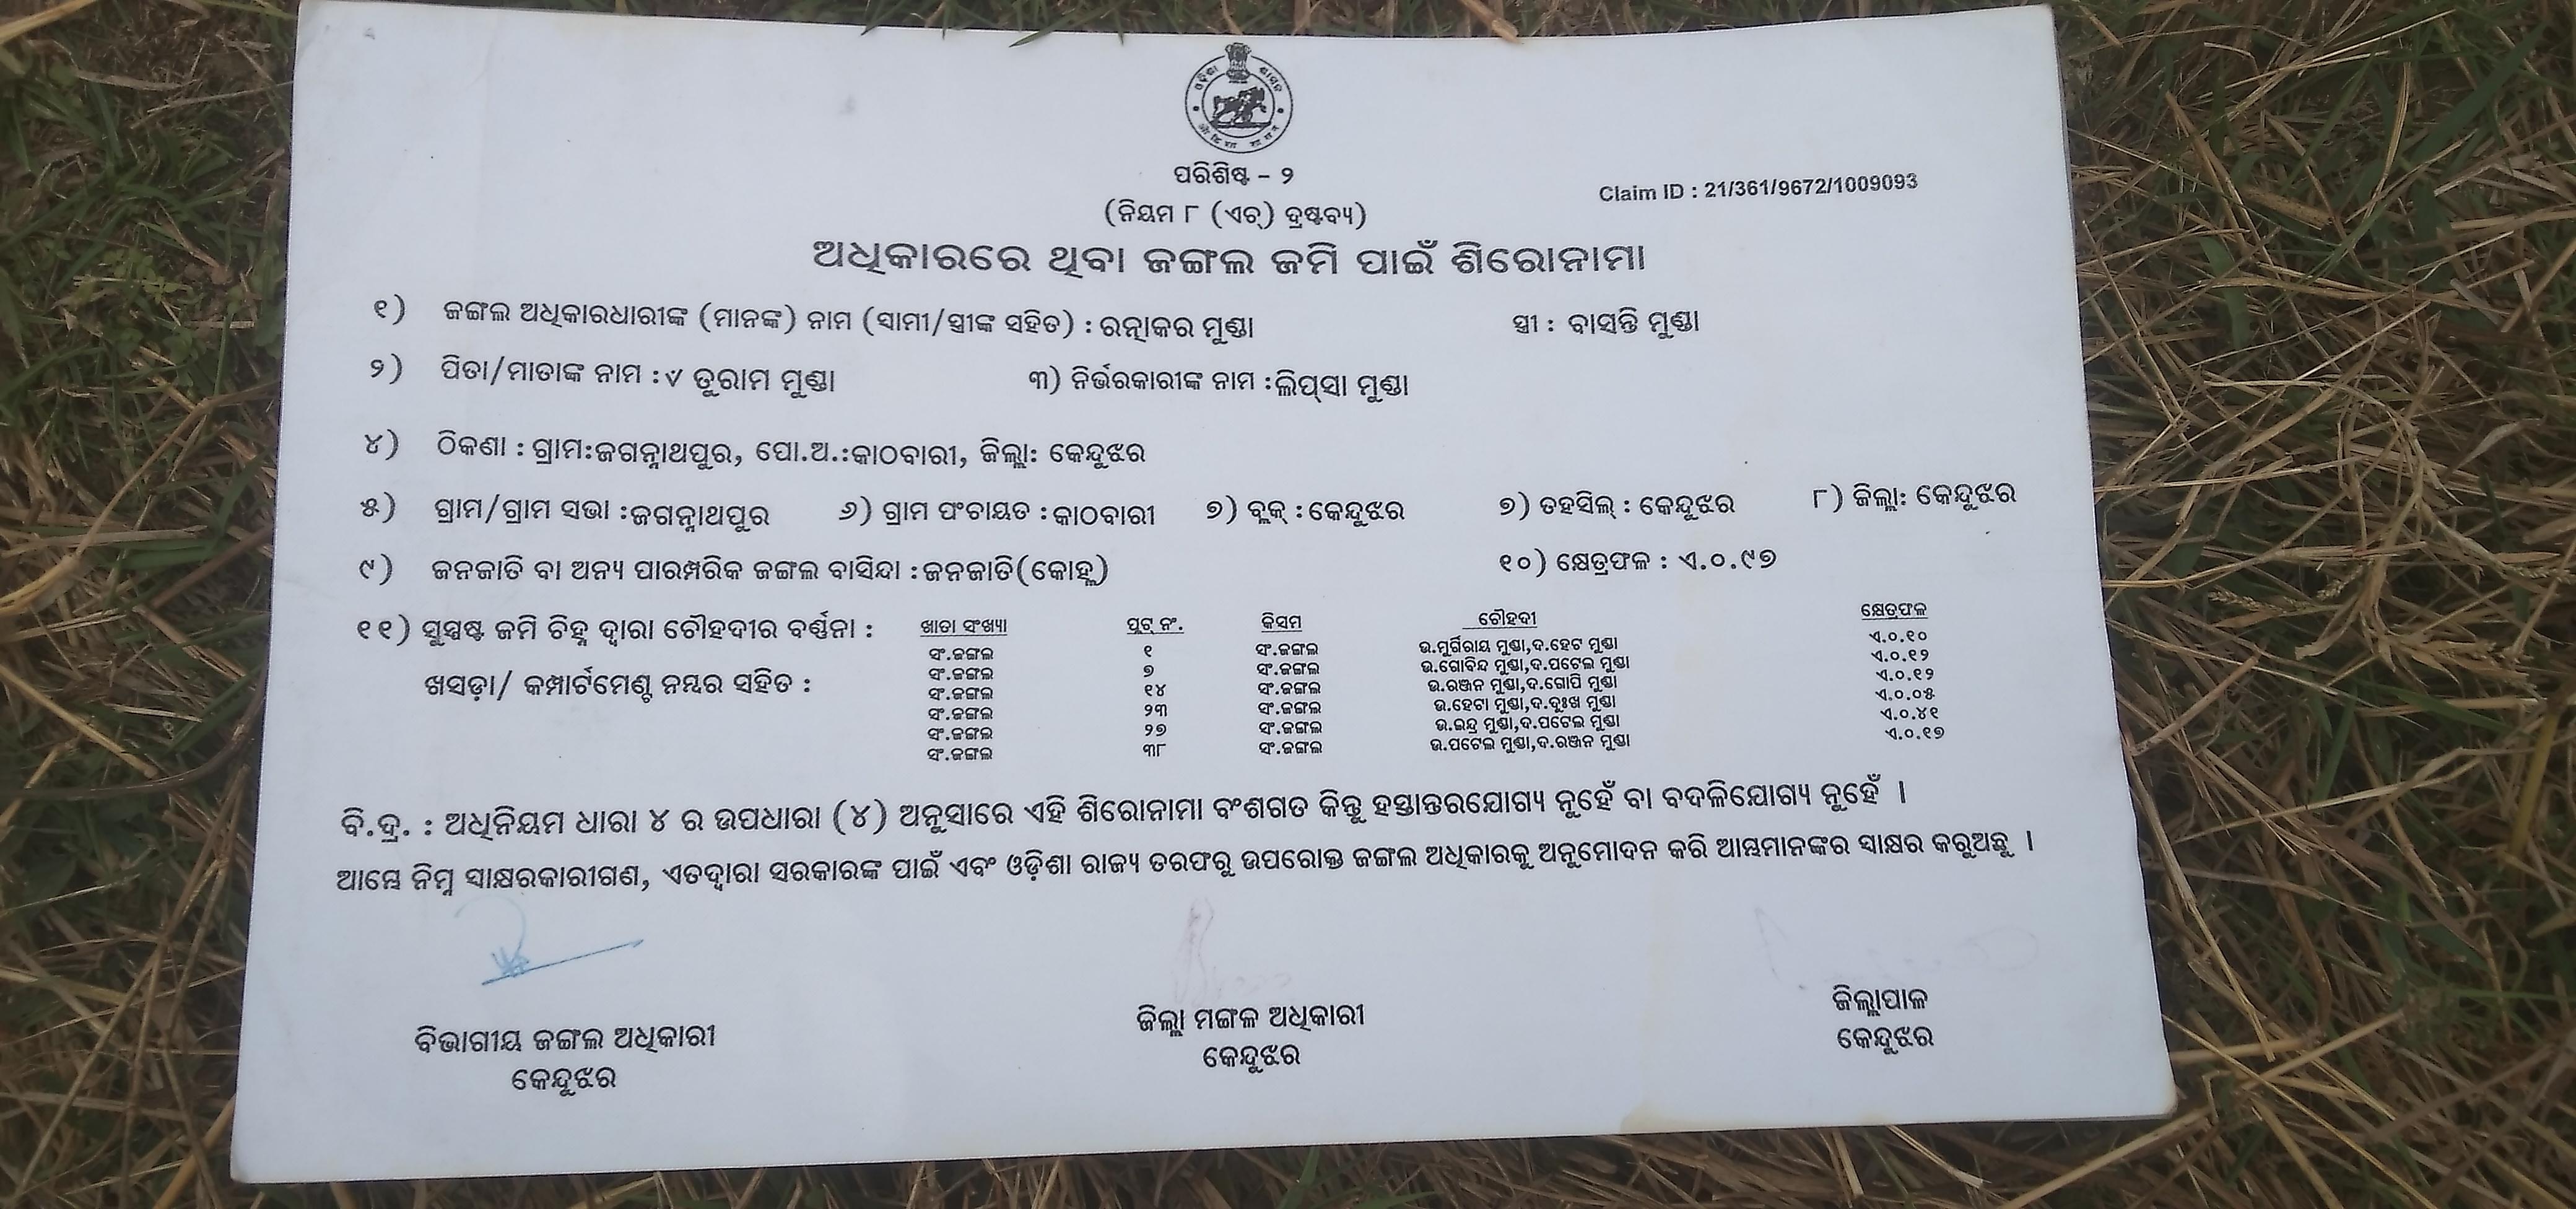 ଓଡ଼ିଶା ଶାସନ
ପରିଶିଷ୍ଟ – ୨
Claim ID : 21/361/9672/1009093
(ନିୟମ ୮ (ଏଚ୍) ଦ୍ରଷ୍ଟବ୍ୟ)
ଅଧିକାରରେ ଥିବା ଜଙ୍ଗଲ ଜମି ପାଇଁ ଶିରୋନାମା
୧) ଜଙ୍ଗଲ ଅଧିକାରଧାରୀଙ୍କ (ମାନଙ୍କ) ନାମ (ସ୍ୱାମୀ/ସ୍ତ୍ରୀଙ୍କ ସହିତ) : ରତ୍ନାକର ମୁଣ୍ଡା ସ୍ତ୍ରୀ : ବାସନ୍ତି ମୁଣ୍ଡା
୨) ପିତା/ମାତାଙ୍କ ନାମ : ୰ ତୁରାମ ମୁଣ୍ଡା ୩) ନିର୍ଭରକାରୀଙ୍କ ନାମ : ଲିପ୍ସା ମୁଣ୍ଡା
୪) ଠିକଣା : ଗ୍ରାମ:ଜଗନ୍ନାଥପୁର, ପୋ.ଅ.:କାଠବାରୀ, ଜିଲ୍ଲା: କେନ୍ଦୁଝର
୫) ଗ୍ରାମ/ଗ୍ରାମ ସଭା :ଜଗନ୍ନାଥପୁର ୬) ଗ୍ରାମ ପଂଚାୟତ : କାଠବାରୀ ୭) ବ୍ଲକ୍ : କେନ୍ଦୁଝର ୭) ତହସିଲ୍ : କେନ୍ଦୁଝର ୮) ଜିଲ୍ଲା: କେନ୍ଦୁଝର
୯) ଜନଜାତି ବା ଅନ୍ୟ ପାରମ୍ପରିକ ଜଙ୍ଗଲ ବାସିନ୍ଦା : ଜନଜାତି(କୋହ୍ଲ) ୧୦) କ୍ଷେତ୍ରଫଳ : ଏ.୦.୯୭
୧୧) ସୁସ୍ପଷ୍ଟ ଜମି ଚିହ୍ନ ଦ୍ୱାରା ଚୌହଦୀର ବର୍ଣ୍ଣନା :
ଖସଡ଼ା/ କମ୍ପାର୍ଟମେଣ୍ଟ ନମ୍ବର ସହିତ :
ଖାତା ସଂଖ୍ୟା ପ୍ଲଟ୍ ନଂ. କିସମ ଚୌହଦୀ କ୍ଷେତ୍ରଫଳ
ସଂ.ଜଙ୍ଗଲ ୧ ସଂ.ଜଙ୍ଗଲ ଉ.ମୁର୍ଗିରାୟ ମୁଣ୍ଡା,ଦ.ହେଟ ମୁଣ୍ଡା ଏ.୦.୧୦
ସଂ.ଜଙ୍ଗଲ ୭ ସଂ.ଜଙ୍ଗଲ ଉ.ଗୋବିନ୍ଦ ମୁଣ୍ଡା,ଦ.ପଟେଲ ମୁଣ୍ଡା ଏ.୦.୧୨
ସଂ.ଜଙ୍ଗଲ ୧୪ ସଂ.ଜଙ୍ଗଲ ଉ.ରଞ୍ଜନ ମୁଣ୍ଡା,ଦ.ଗୋପି ମୁଣ୍ଡା ଏ.୦.୧୨
ସଂ.ଜଙ୍ଗଲ ୨୩ ସଂ.ଜଙ୍ଗଲ ଉ.ହେଟା ମୁଣ୍ଡା,ଦ.ଦୁଃଖ ମୁଣ୍ଡା ଏ.୦.୦୫
ସଂ.ଜଙ୍ଗଲ ୨୭ ସଂ.ଜଙ୍ଗଲ ଉ.ଇନ୍ଦ୍ର ମୁଣ୍ଡା,ଦ.ପଟେଲ ମୁଣ୍ଡା ଏ.୦.୪୧
ସଂ.ଜଙ୍ଗଲ ୩୮ ସଂ.ଜଙ୍ଗଲ ଉ.ପଟେଲ ମୁଣ୍ଡା,ଦ.ରଞ୍ଜନ ମୁଣ୍ଡା ଏ.୦.୧୭
ବି.ଦ୍ର. : ଅଧିନିୟମ ଧାରା ୪ ର ଉପଧାରା (୪) ଅନୁସାରେ ଏହି ଶିରୋନାମା ବଂଶଗତ କିନ୍ତୁ ହସ୍ତାନ୍ତରଯୋଗ୍ୟ ନୁହେଁ ବା ବଦଳିଯୋଗ୍ୟ ନୁହେଁ ।
ଆମ୍ଭେ ନିମ୍ନ ସାକ୍ଷରକାରୀଗଣ, ଏତଦ୍ୱାରା ସରକାରଙ୍କ ପାଇଁ ଏବଂ ଓଡ଼ିଶା ରାଜ୍ୟ ତରଫରୁ ଉପରୋକ୍ତ ଜଙ୍ଗଲ ଅଧିକାରକୁ ଅନୁମୋଦନ କରି ଆମ୍ଭମାନଙ୍କର ସାକ୍ଷର କରୁଅଛୁ ।
ବିଭାଗୀୟ ଜଙ୍ଗଲ ଅଧିକାରୀ
କେନ୍ଦୁଝର
ଜିଲ୍ଲା ମଙ୍ଗଳ ଅଧିକାରୀ
କେନ୍ଦୁଝର
ଜିଲ୍ଲାପାଳ
କେନ୍ଦୁଝର